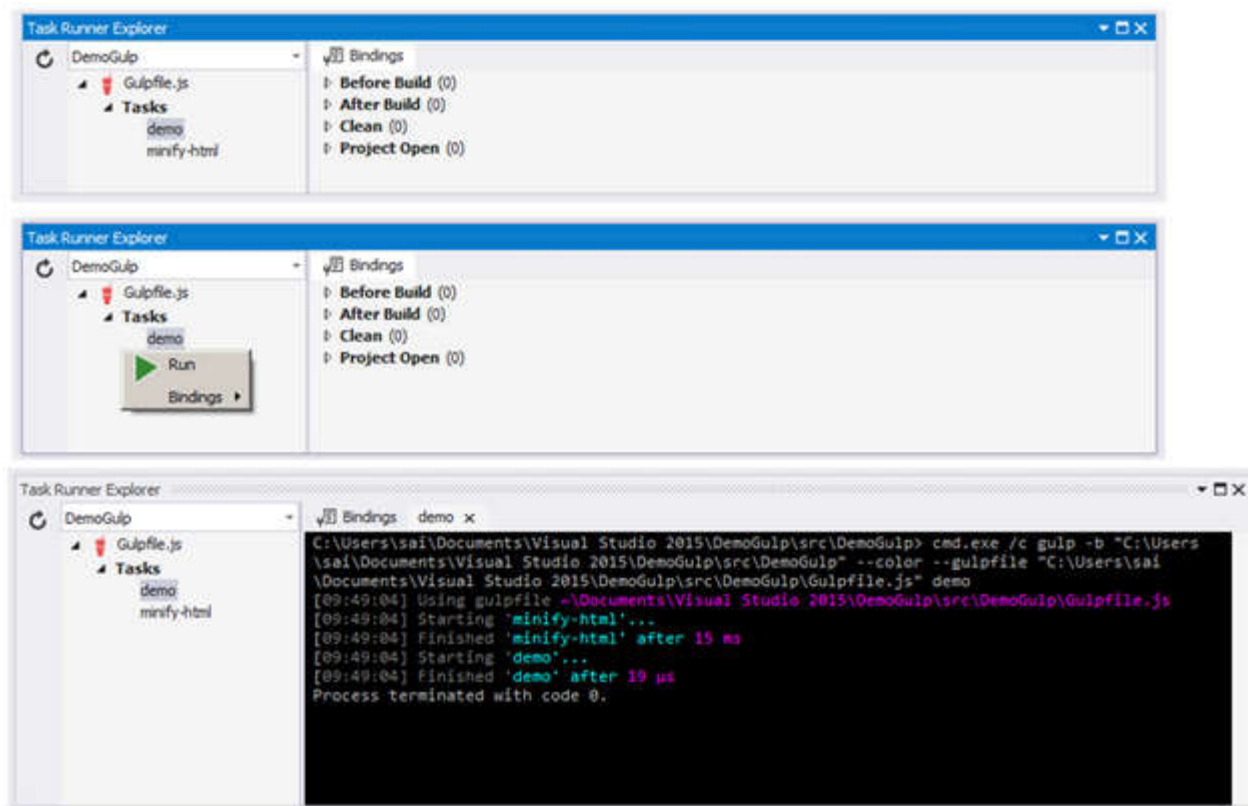 Task Runner Explorer
DemoGulp
Gulpfile.js
Tasks
demo
minify-html
Bindings
Before Build (0)
After Build (0)
Clean (0)
Project Open (0)
Task Runner Explorer
DemoGulp
Gulpfile.js
Tasks
demo
Run
Bindings
Bindings
Before Build (0)
After Build (0)
Clean (0)
Project Open (0)
Task Runner Explorer
DemoGulp
Gulpfile.js
Tasks
demo
minify-html
Bindings demo x
C:\Users\sai\Documents\Visual Studio 2015\DemoGulp\src\DemoGulp> cmd.exe /c gulp -b "C:\Users
\sai\Documents\Visual Studio 2015\DemoGulp\src\DemoGulp" --color --gulpfile "C:\Users\sai
\Documents\Visual Studio 2015\DemoGulp\src\DemoGulp\Gulpfile.js" demo
[09:49:04] Using gulpfile ~\Documents\Visual Studio 2015\DemoGulp\src\DemoGulp\Gulpfile.js
[09:49:04] Starting 'minify-html'...
[09:49:04] Finished 'minify-html' after 15 ms
[09:49:04] Starting 'demo'...
[09:49:04] Finished 'demo' after 19 μs
Process terminated with code 0.